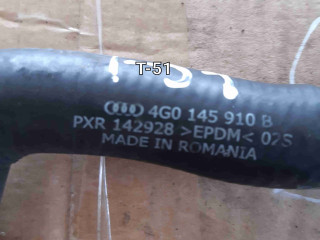 T-51
4G0 145 910 B
PXR 142928 >EPDM< 02S
MADE IN ROMANIA